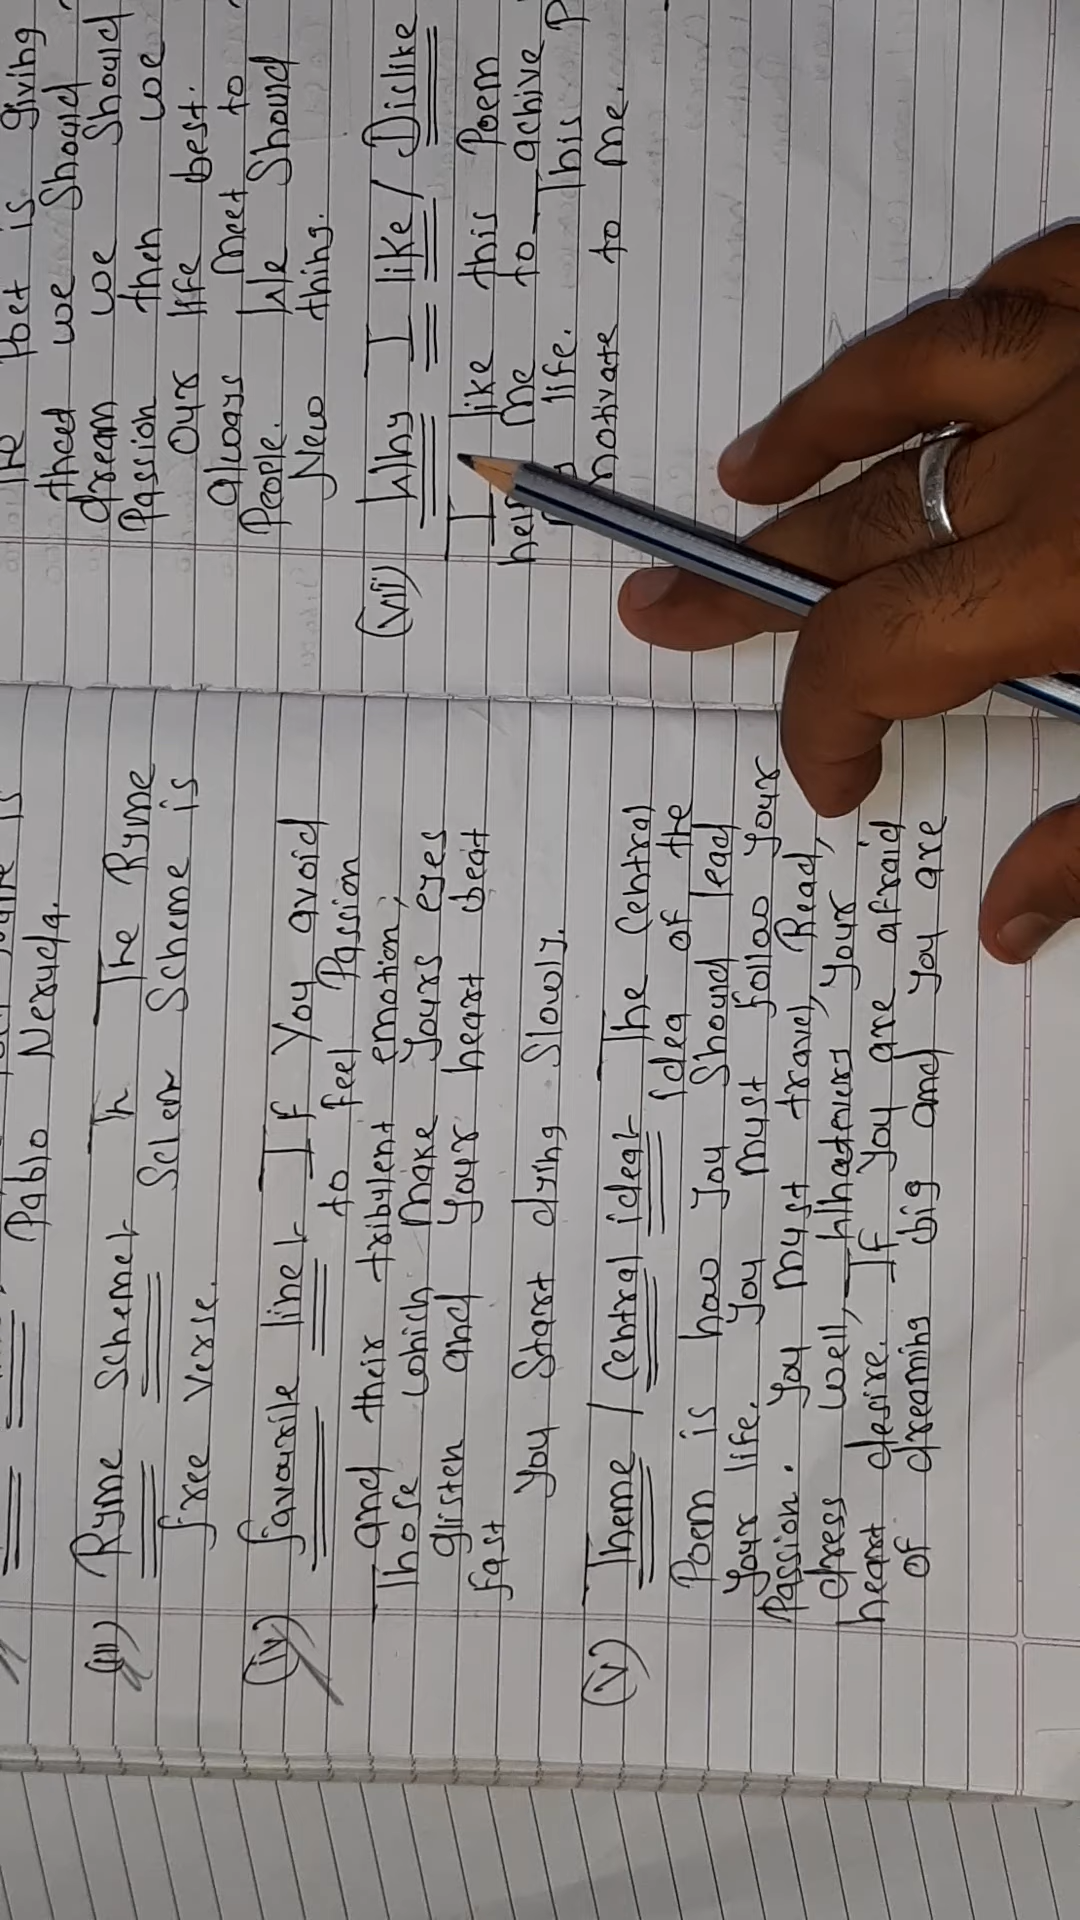 Pablo Neruda.
(iii) Ryme Scheme:- In The Ryme
Scheme is
free verse.
(iv) favourile line:- If You avoid
to feel Passion
and their tribulent emotion,
Those which make yours eyes
glisten and your heart beat
fast
You start dying Slowly.
(v) Theme / Central idea:- The Central
idea of the
Poem is how you Should lead
Your life. You must follow your
Passion. You must travel, Read,
dress well, Whatevers your
heart desire. If you are afraid
of dreaming big and you are
The Poet is giving
we Should
dream we Should
Passion then we
our life best.
always meet to
People. We Should
New thing.
(vii) Why I like / Dislike
I like this Poem
me to achive
life. This P
motivate to me.